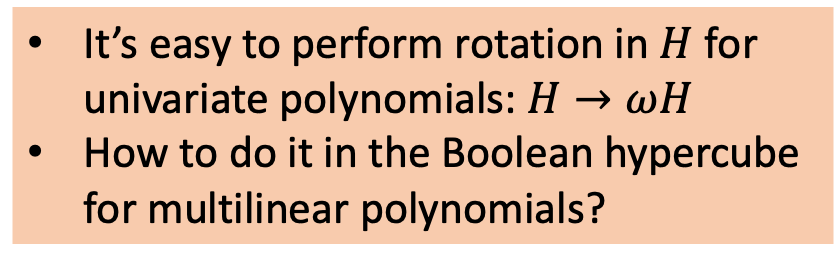 • It's easy to perform rotation in 𝐻 for
univariate polynomials: 𝐻 → 𝜔𝐻
• How to do it in the Boolean hypercube
for multilinear polynomials?